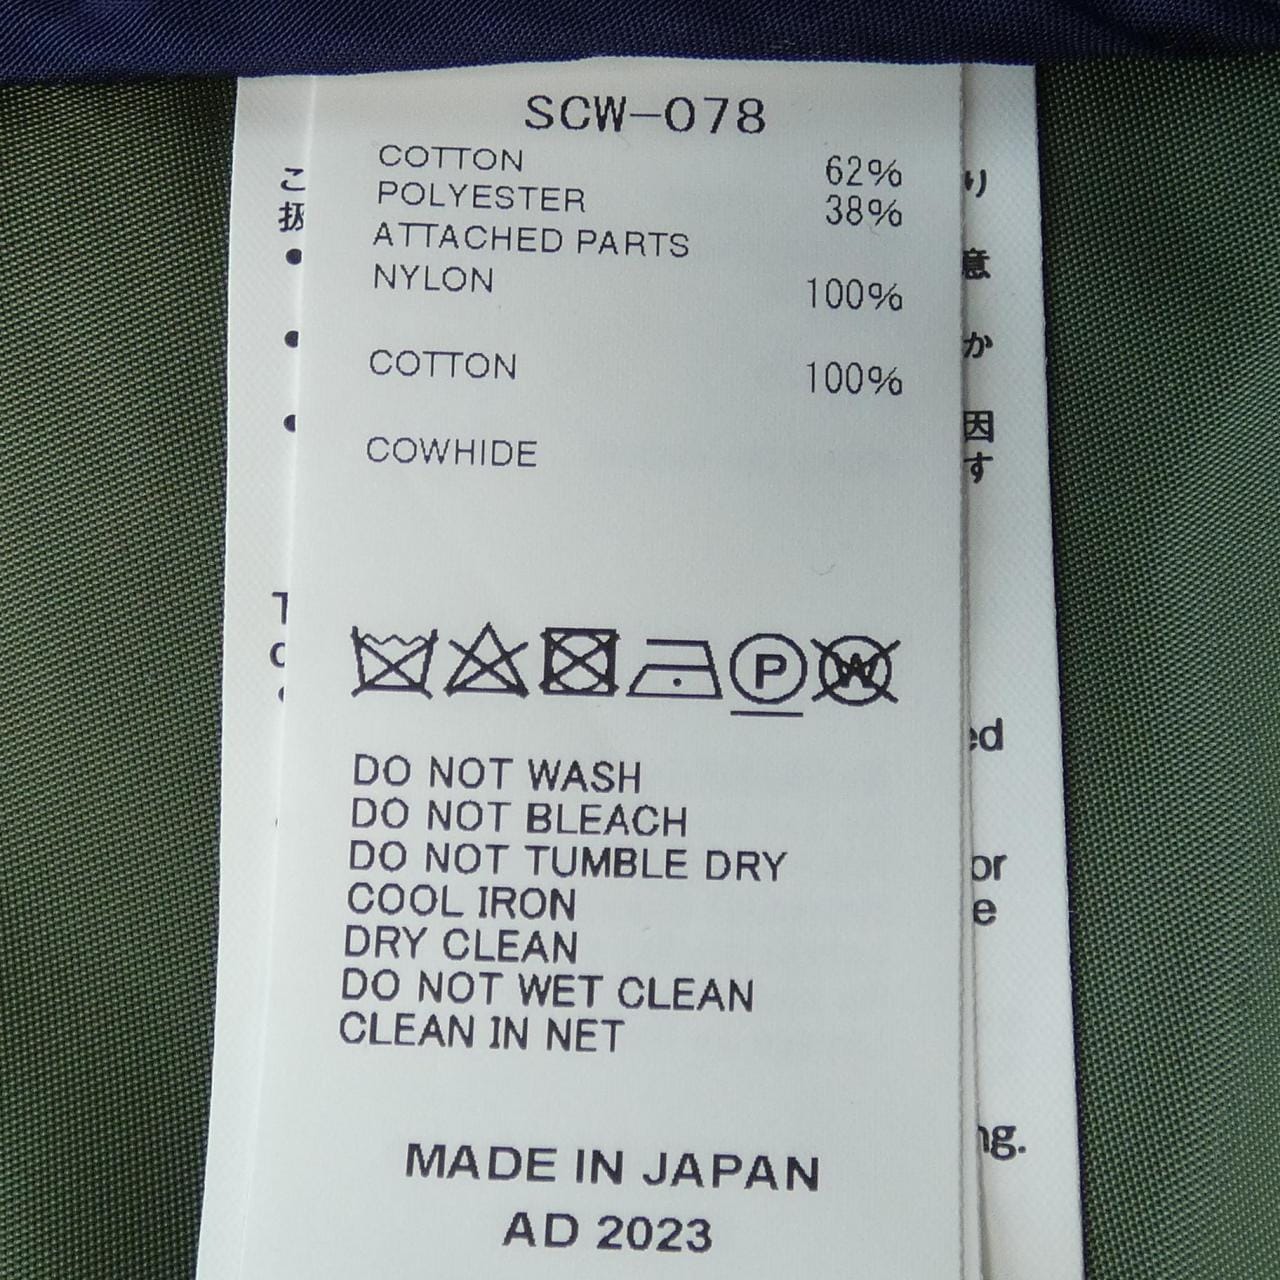 SCW-078
COTTON 62%
POLYESTER 38%
ATTACHED PARTS
NYLON 100%
COTTON 100%
COWHIDE
P
W
DO NOT WASH
DO NOT BLEACH
DO NOT TUMBLE DRY
COOL IRON
DRY CLEAN
DO NOT WET CLEAN
CLEAN IN NET
MADE IN JAPAN
AD 2023